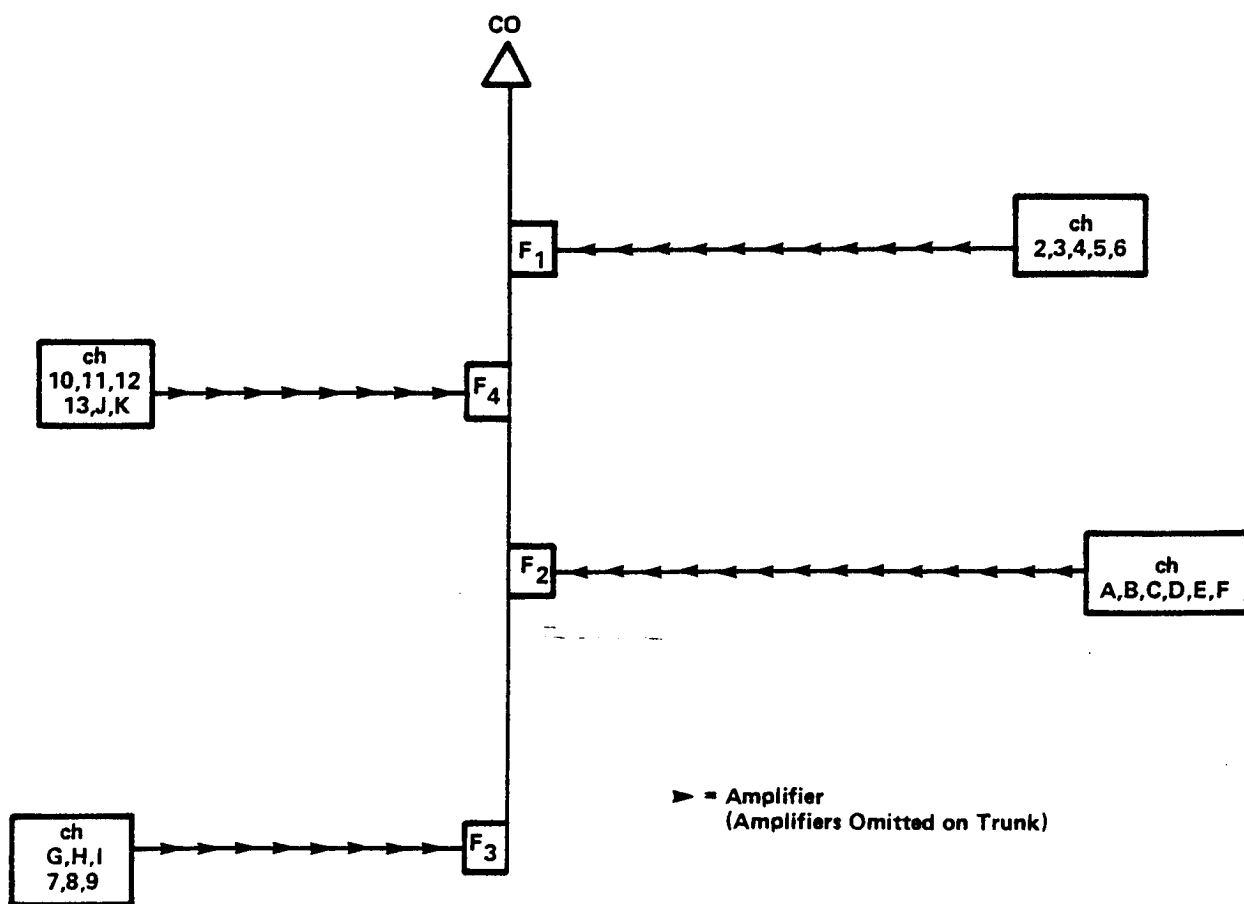 CO
F1
ch
2,3,4,5,6
ch
10,11,12
13,J,K
F4
F2
ch
A,B,C,D,E,F
= Amplifier
(Amplifiers Omitted on Trunk)
ch
G,H,I
7,8,9
F3